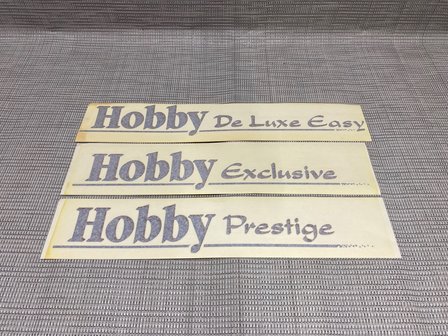 Hobby De Luxe Easy
Hobby Exclusive
Hobby Prestige